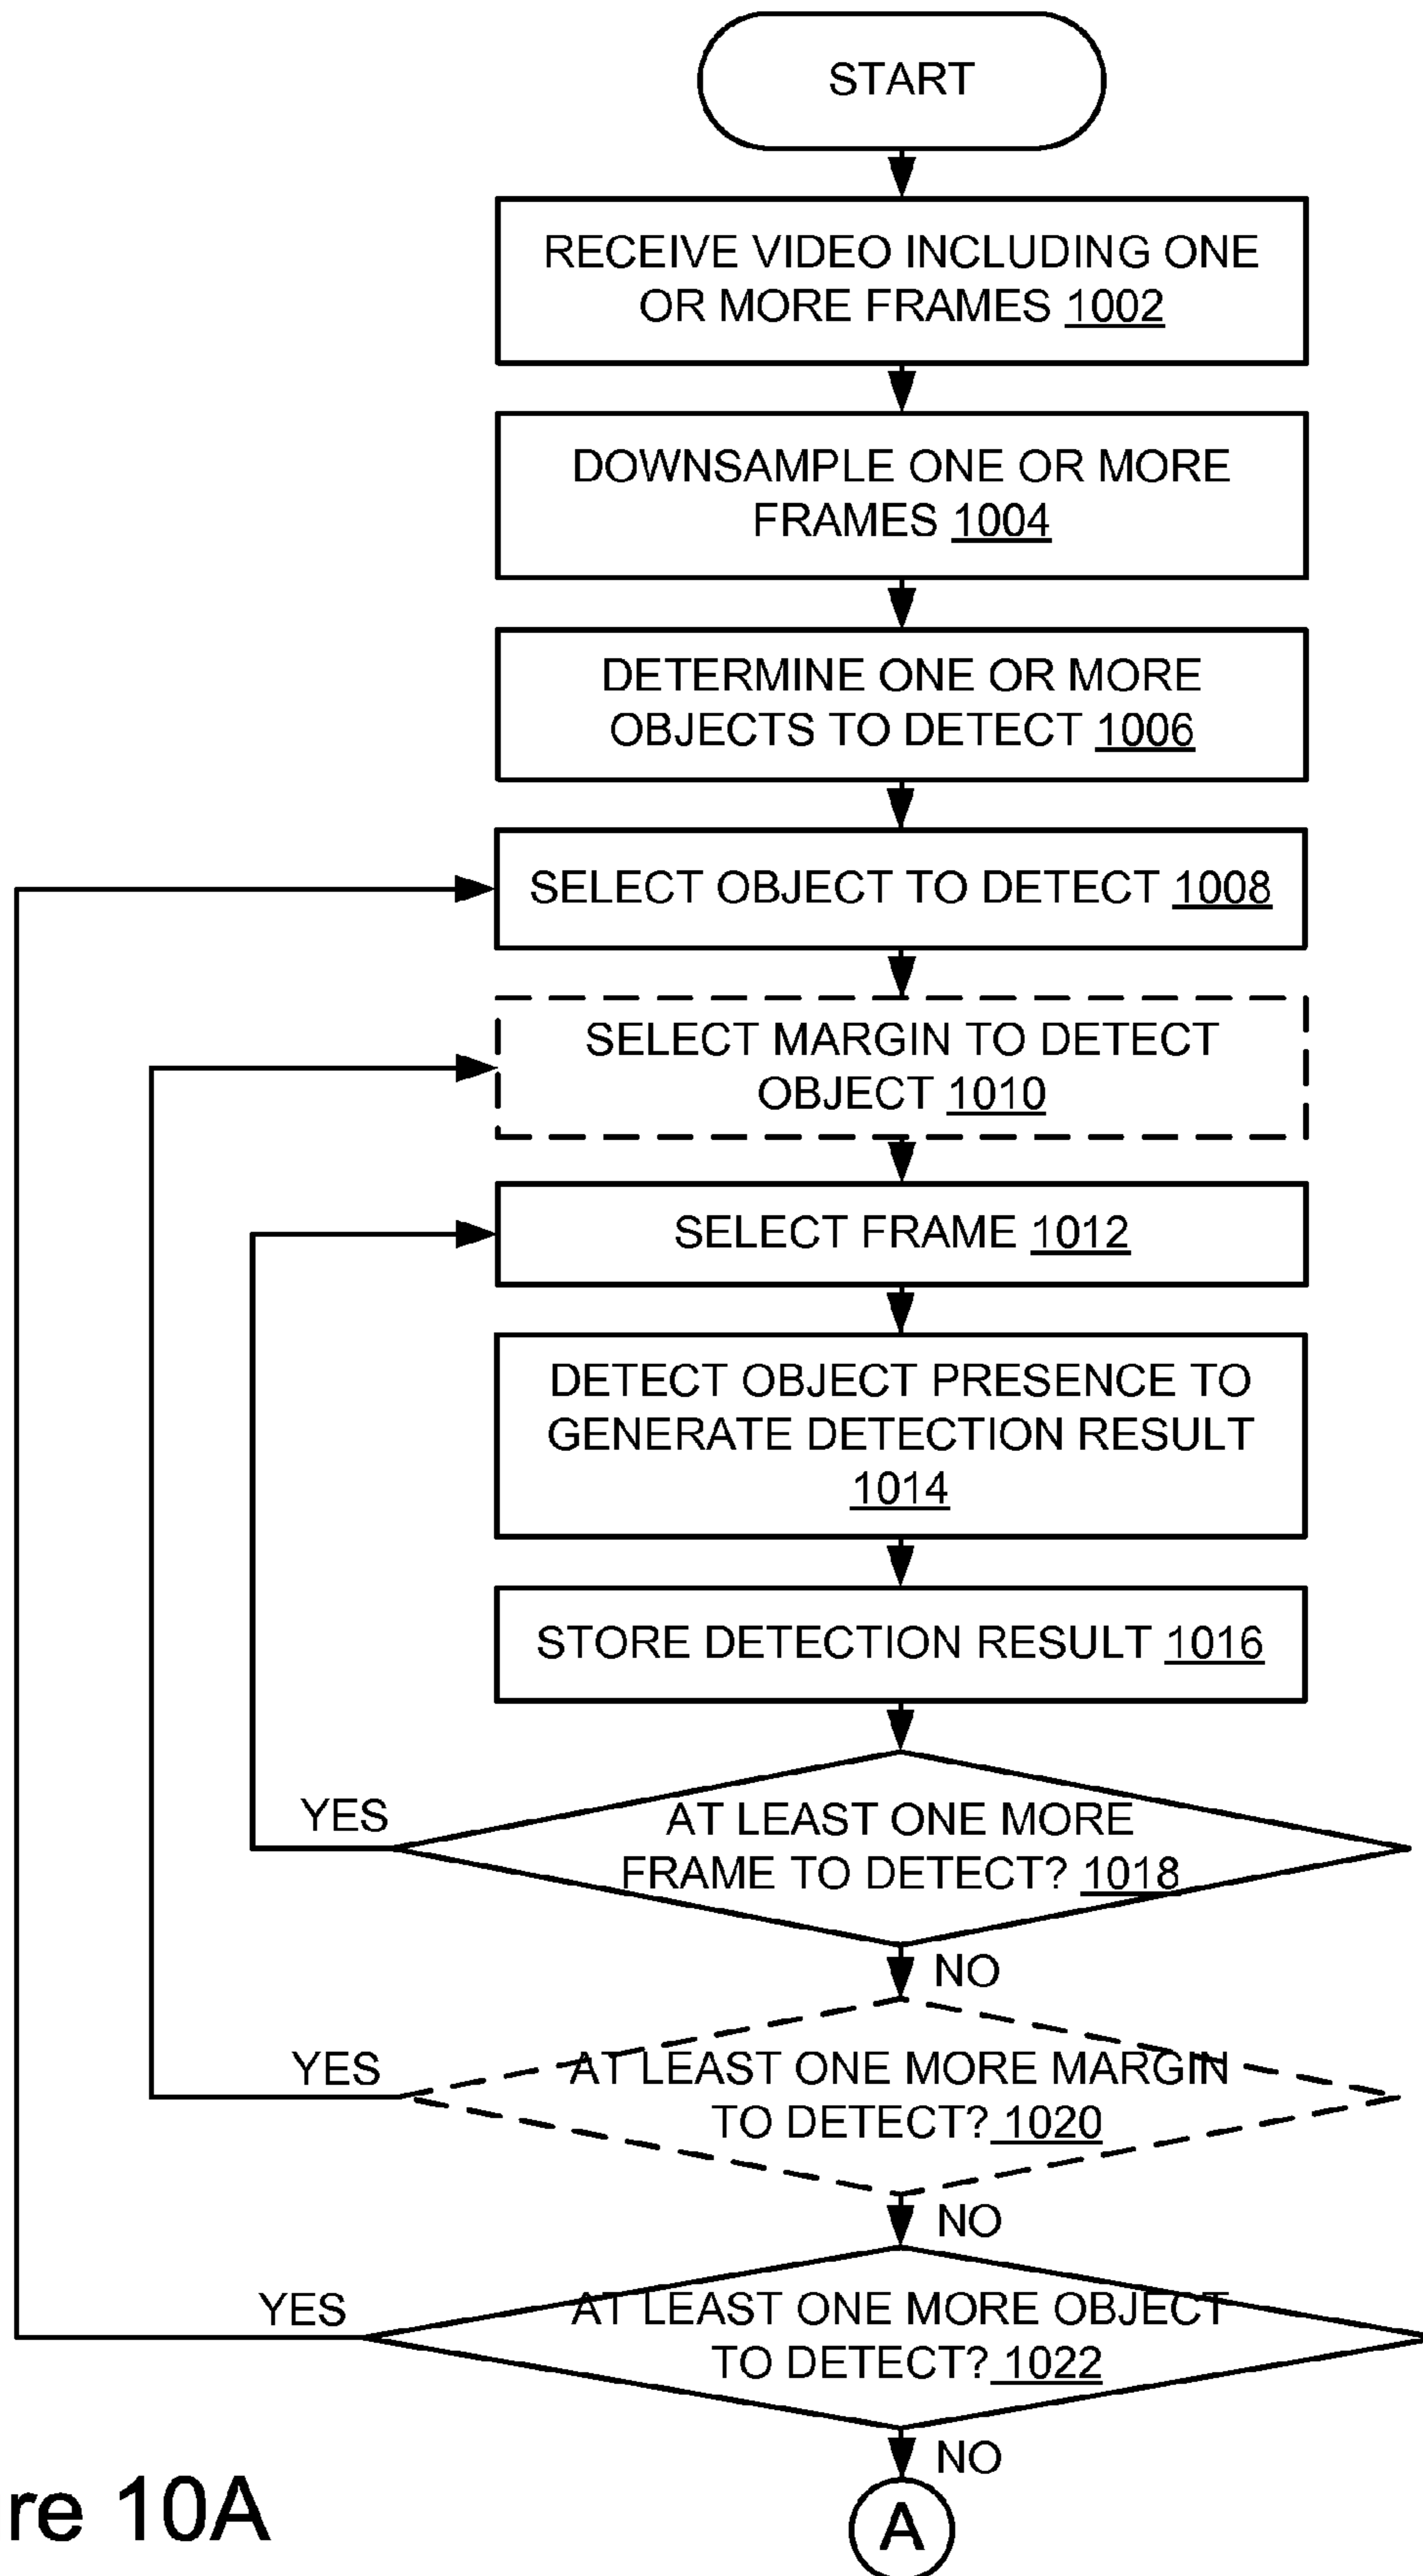 START
RECEIVE VIDEO INCLUDING ONE
OR MORE FRAMES 1002
DOWNSAMPLE ONE OR MORE
FRAMES 1004
DETERMINE ONE OR MORE
OBJECTS TO DETECT 1006
SELECT OBJECT TO DETECT 1008
SELECT MARGIN TO DETECT
OBJECT 1010
SELECT FRAME 1012
DETECT OBJECT PRESENCE TO
GENERATE DETECTION RESULT
1014
STORE DETECTION RESULT 1016
YES
AT LEAST ONE MORE
FRAME TO DETECT? 1018
NO
YES
AT LEAST ONE MORE MARGIN
TO DETECT? 1020
NO
YES
AT LEAST ONE MORE OBJECT
TO DETECT? 1022
NO
re 10A
A